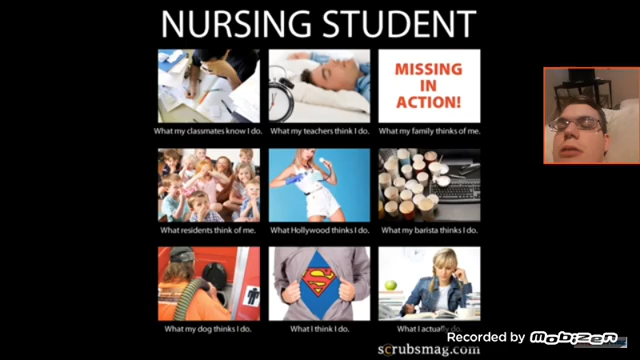 NURSING STUDENT
MISSING
IN
ACTION!
What my classmates know I do.
What my teachers think I do.
What my family thinks of me.
What residents think of me.
What Hollywood thinks I do.
What my barista thinks I do.
What my dog thinks I do.
What I think I do.
What I actually do.
Recorded by Mobizen
scrubsmag.com